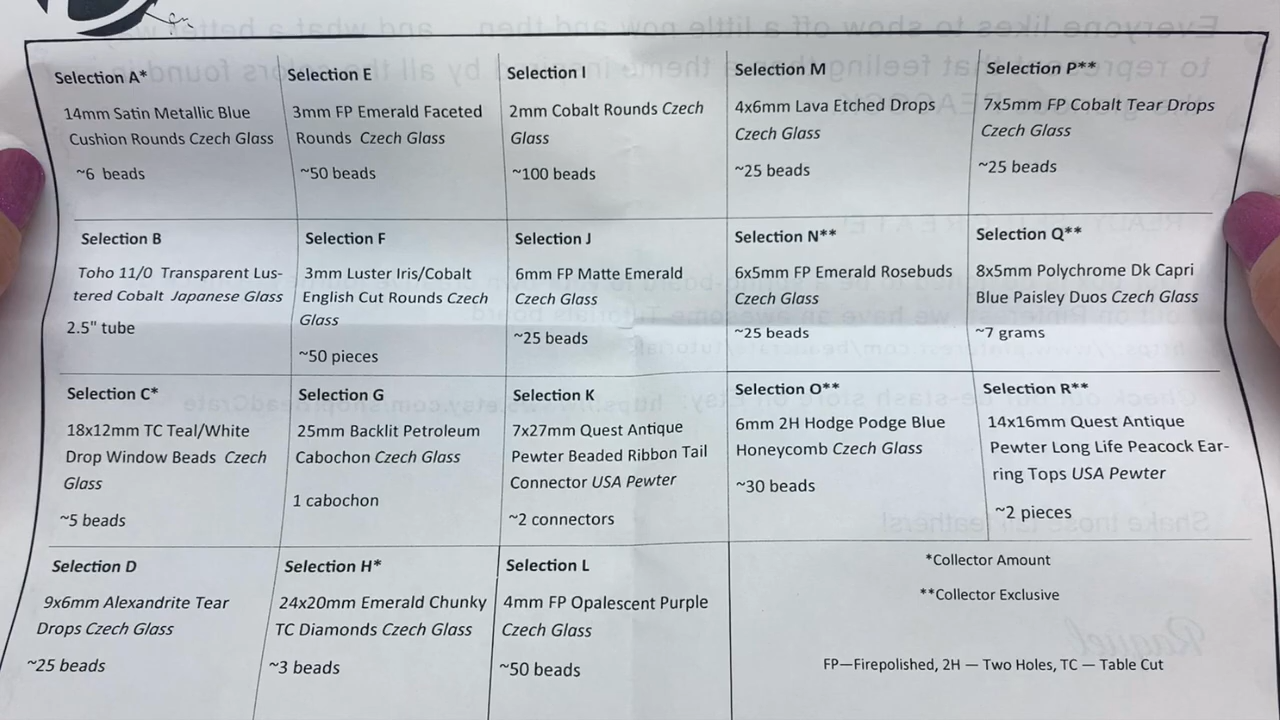 Selection A*
14mm Satin Metallic Blue
Cushion Rounds Czech Glass
~6 beads
Selection E
3mm FP Emerald Faceted
Rounds Czech Glass
~50 beads
Selection I
2mm Cobalt Rounds Czech
Glass
~100 beads
Selection M
4x6mm Lava Etched Drops
Czech Glass
~25 beads
Selection P**
7x5mm FP Cobalt Tear Drops
Czech Glass
~25 beads
Selection B
Toho 11/0 Transparent Lus-
tered Cobalt Japanese Glass
2.5" tube
Selection F
3mm Luster Iris/Cobalt
English Cut Rounds Czech
Glass
~50 pieces
Selection J
6mm FP Matte Emerald
Czech Glass
~25 beads
Selection N**
6x5mm FP Emerald Rosebuds
Czech Glass
~25 beads
Selection Q**
8x5mm Polychrome Dk Capri
Blue Paisley Duos Czech Glass
~7 grams
Selection C*
18x12mm TC Teal/White
Drop Window Beads Czech
Glass
~5 beads
Selection G
25mm Backlit Petroleum
Cabochon Czech Glass
1 cabochon
Selection K
7x27mm Quest Antique
Pewter Beaded Ribbon Tail
Connector USA Pewter
~2 connectors
Selection O**
6mm 2H Hodge Podge Blue
Honeycomb Czech Glass
~30 beads
Selection R**
14x16mm Quest Antique
Pewter Long Life Peacock Ear-
ring Tops USA Pewter
~2 pieces
Selection D
9x6mm Alexandrite Tear
Drops Czech Glass
~25 beads
Selection H*
24x20mm Emerald Chunky
TC Diamonds Czech Glass
~3 beads
Selection L
4mm FP Opalescent Purple
Czech Glass
~50 beads
*Collector Amount
**Collector Exclusive
FP—Firepolished, 2H — Two Holes, TC — Table Cut